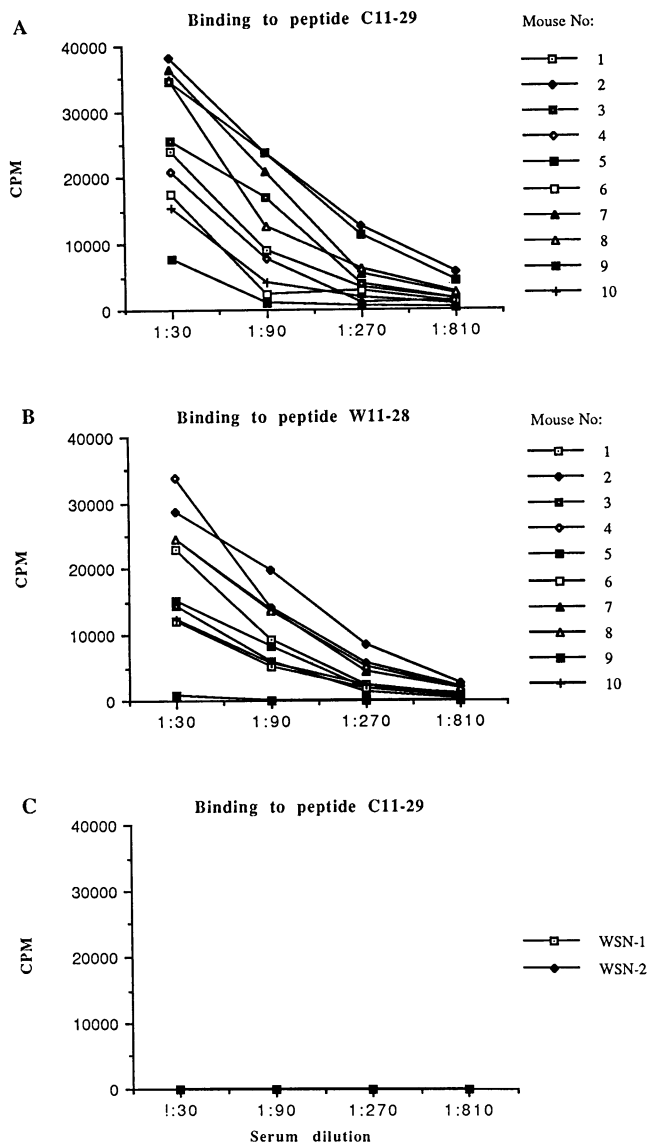 A
Binding to peptide C11-29
Mouse No:
40000
30000
20000
10000
0
CPM
1:30 1:90 1:270 1:810
1
2
3
4
5
6
7
8
9
10
B
Binding to peptide W11-28
Mouse No:
40000
30000
20000
10000
0
CPM
1:30 1:90 1:270 1:810
1
2
3
4
5
6
7
8
9
10
C
Binding to peptide C11-29
40000
30000
20000
10000
0
CPM
WSN-1
WSN-2
!:30 1:90 1:270 1:810
Serum dilution